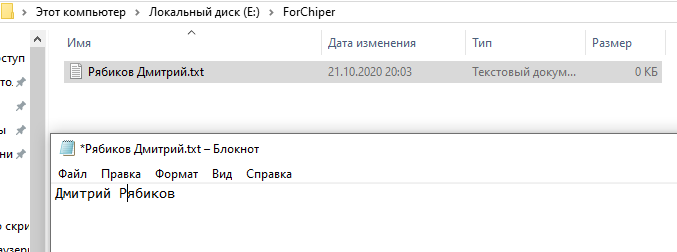 Этот компьютер > Локальный диск (E:) > ForChiper
Имя Дата изменения Тип Размер
Рябиков Дмитрий.txt 21.10.2020 20:03 Текстовый докум... 0 КБ
*Рябиков Дмитрий.txt – Блокнот
Файл Правка Формат Вид Справка
Дмитрий Рябиков